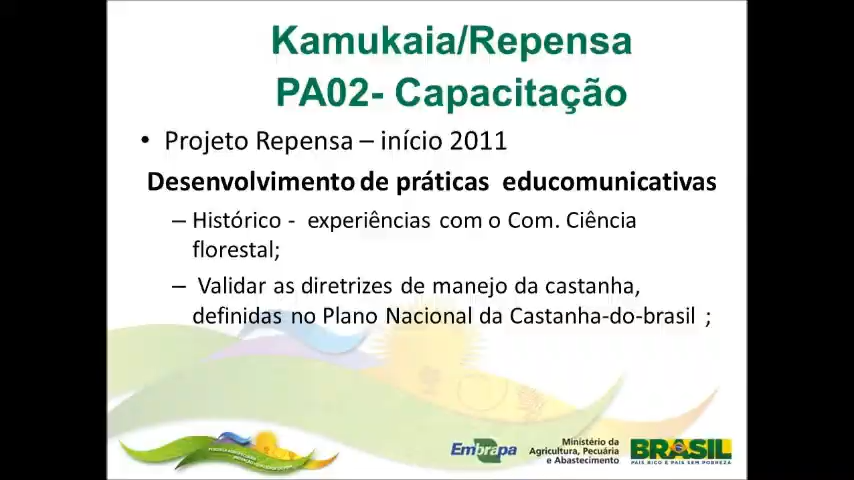 Kamukaia/Repensa
PA02- Capacitação
• Projeto Repensa – início 2011
Desenvolvimento de práticas educomunicativas
– Histórico - experiências com o Com. Ciência
florestal;
– Validar as diretrizes de manejo da castanha,
definidas no Plano Nacional da Castanha-do-brasil ;
Embrapa
Ministério da
Agricultura, Pecuária
e Abastecimento
BRASIL
PAÍS RICO É PAÍS SEM POBREZA